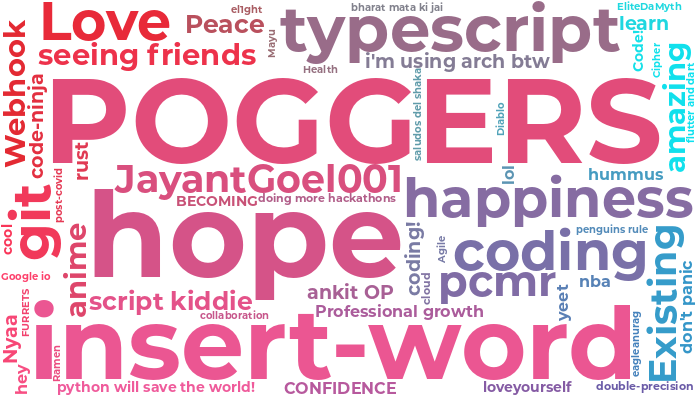 Love
el1ght
Peace
Mayu
bharat mata ki jai
typescript
EliteDaMyth
learn
seeing friends
Health
i'm using arch btw
Code!
cipher
amazing
flutter and dart
Webhook
code-ninja
POGGERS
saludos del shaka
Diablo
rust
post-covid
JayantGoel001
lol
hummus
BECOMING
doing more hackathons
happiness
git
cool
hope
coding!
Agile
penguins rule
coding
Google io
anime
cloud
pcmr
nba
Existing
don't panic
script kiddie
ankit OP
yeet
FURRETS
collaboration
Professional growth
Nyaa
insert-word
eagleanurag
hey
Ramen
python will save the world!
CONFIDENCE
loveyourself
double-precision